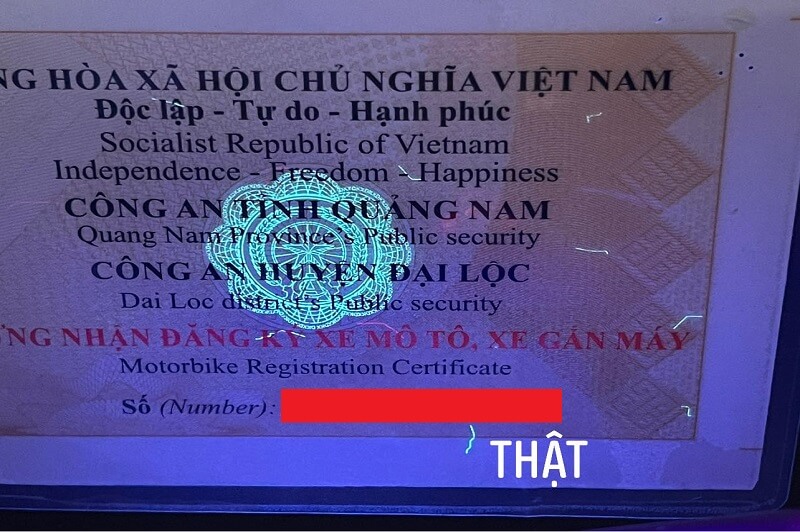 NG HÒA XÃ HỘI CHỦ NGHĨA VIỆT NAM
Độc lập - Tự do - Hạnh phúc
Socialist Republic of Vietnam
Independence - Freedom - Happiness
CÔNG AN TỈNH QUẢNG NAM
Quang Nam Province's Public security
CÔNG AN HUYỆN ĐẠI LỘC
Dai Loc district's Public security
ỨNG NHẬN ĐĂNG KÝ XE MÔ TÔ, XE GẮN MÁY
Motorbike Registration Certificate
Số (Number):
THẬT